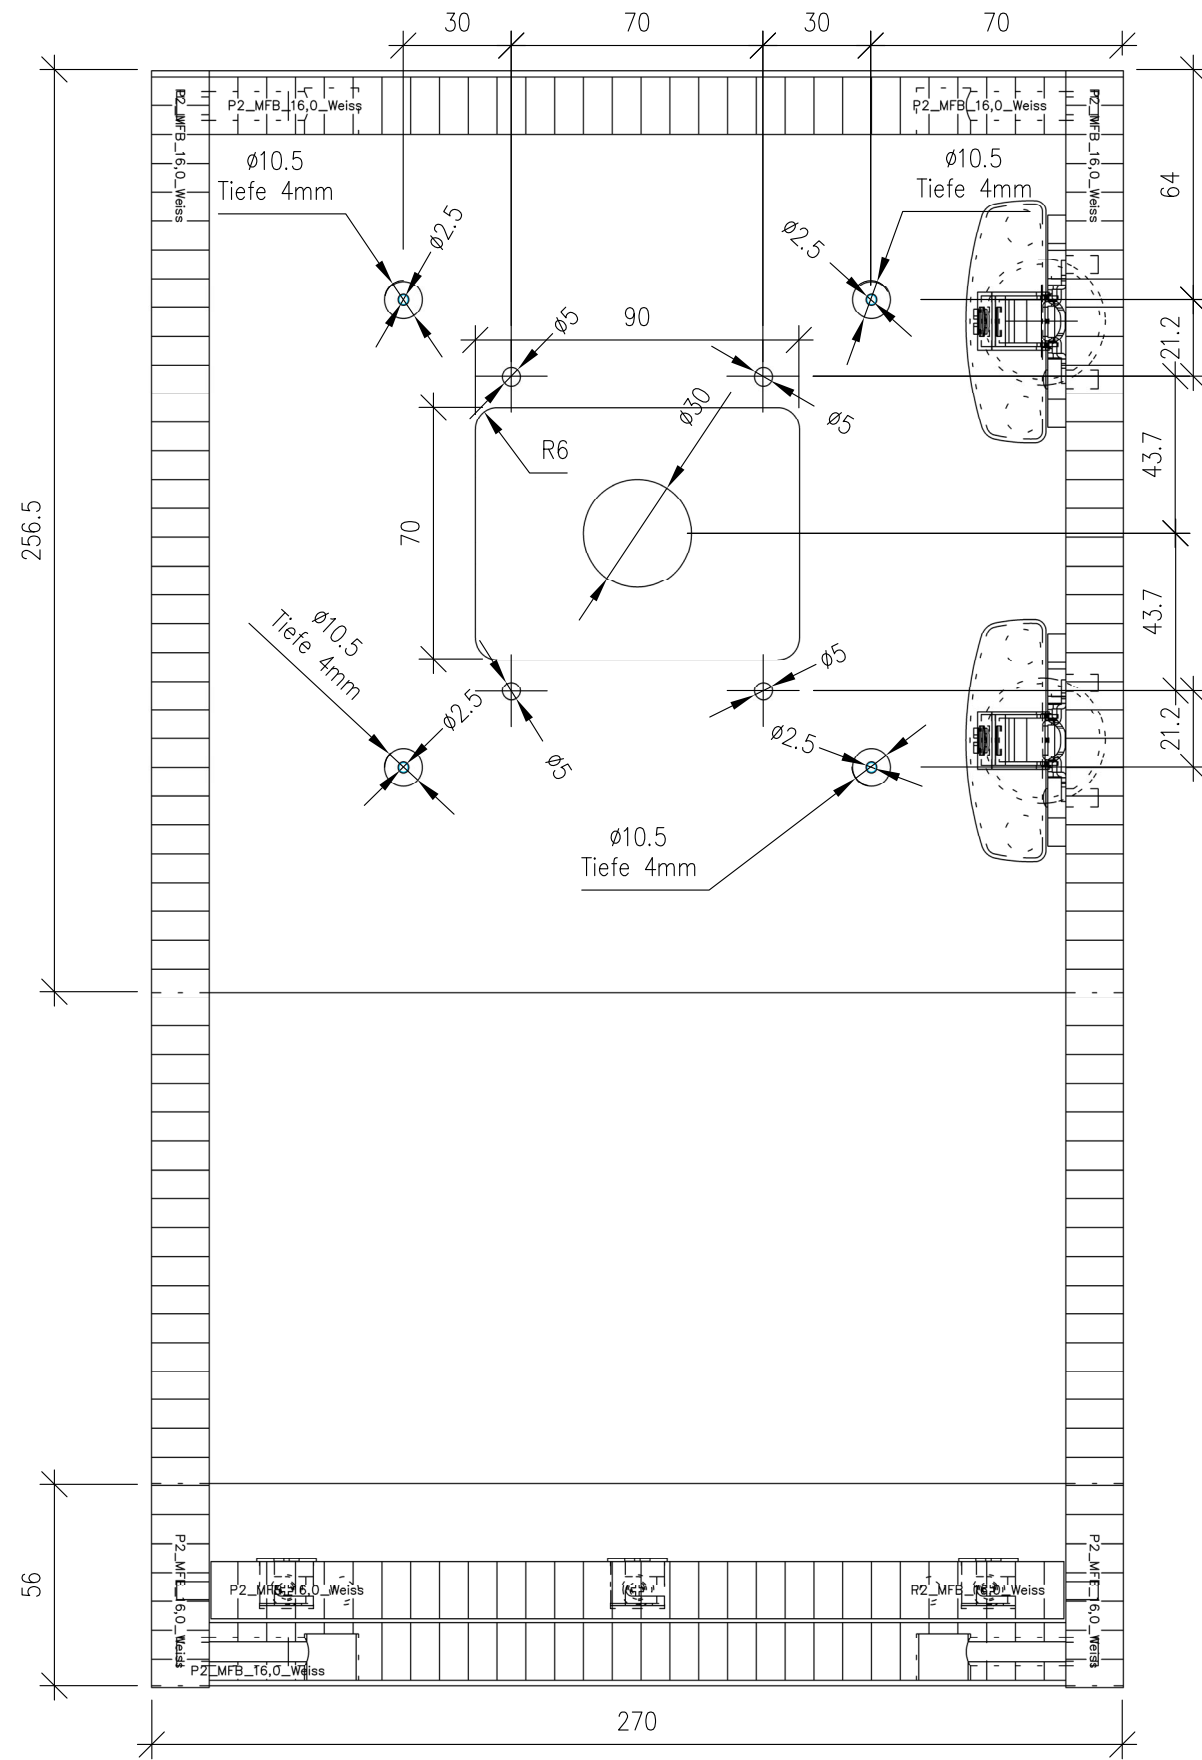 30
70
30
70
P2_MFB_16,0_Weiss
P2_MFB_16,0_Weiss
P2_MFB_16,0_Weiss
P2_MFB_16,0_Weiss
ø10.5
Tiefe 4mm
ø10.5
Tiefe 4mm
64
ø2.5
ø2.5
ø5
90
21.2
ø30
ø5
R6
43.7
256.5
70
ø10.5
Tiefe 4mm
43.7
ø5
ø2.5
ø2.5
21.2
ø5
ø10.5
Tiefe 4mm
P2_MFB_16,0_Weiss
P2_MFB_16,0_Weiss
56
P2_MFB_16,0_Weiss
P2_MFB_16,0_Weiss
P2_MFB_16,0_Weiss
270